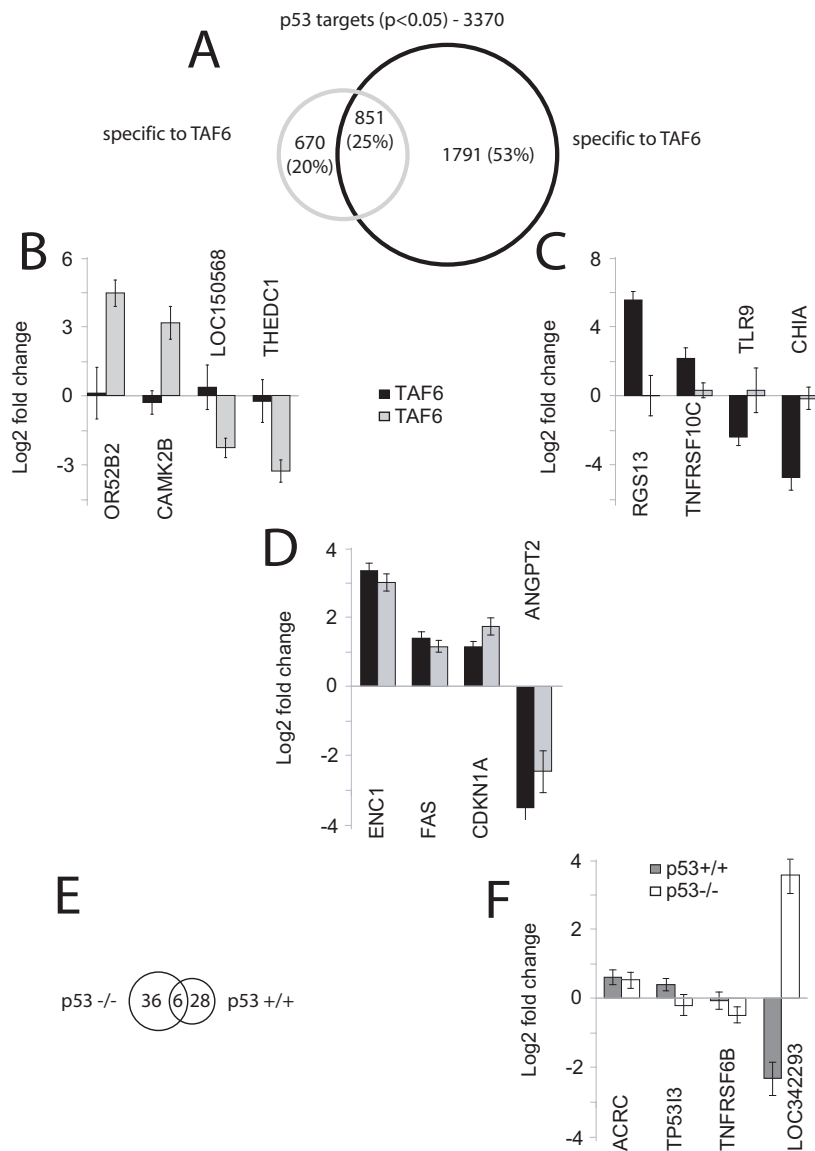 p53 targets (p<0.05) - 3370
A
specific to TAF6
670
(20%)
851
(25%)
1791 (53%)
specific to TAF6
B
Log2 fold change
6
3
0
-3
OR52B2
CAMK2B
LOC150568
THEDC1
TAF6
TAF6
C
Log2 fold change
8
4
0
-4
RGS13
TNFRSF10C
TLR9
CHIA
D
Log2 fold change
4
2
0
-2
-4
ENC1
FAS
CDKN1A
ANGPT2
E
p53 -/-
36
6
28
p53 +/+
F
Log2 fold change
4
2
0
-2
-4
p53+/+
p53-/-
ACRC
TP53I3
TNFRSF6B
LOC342293